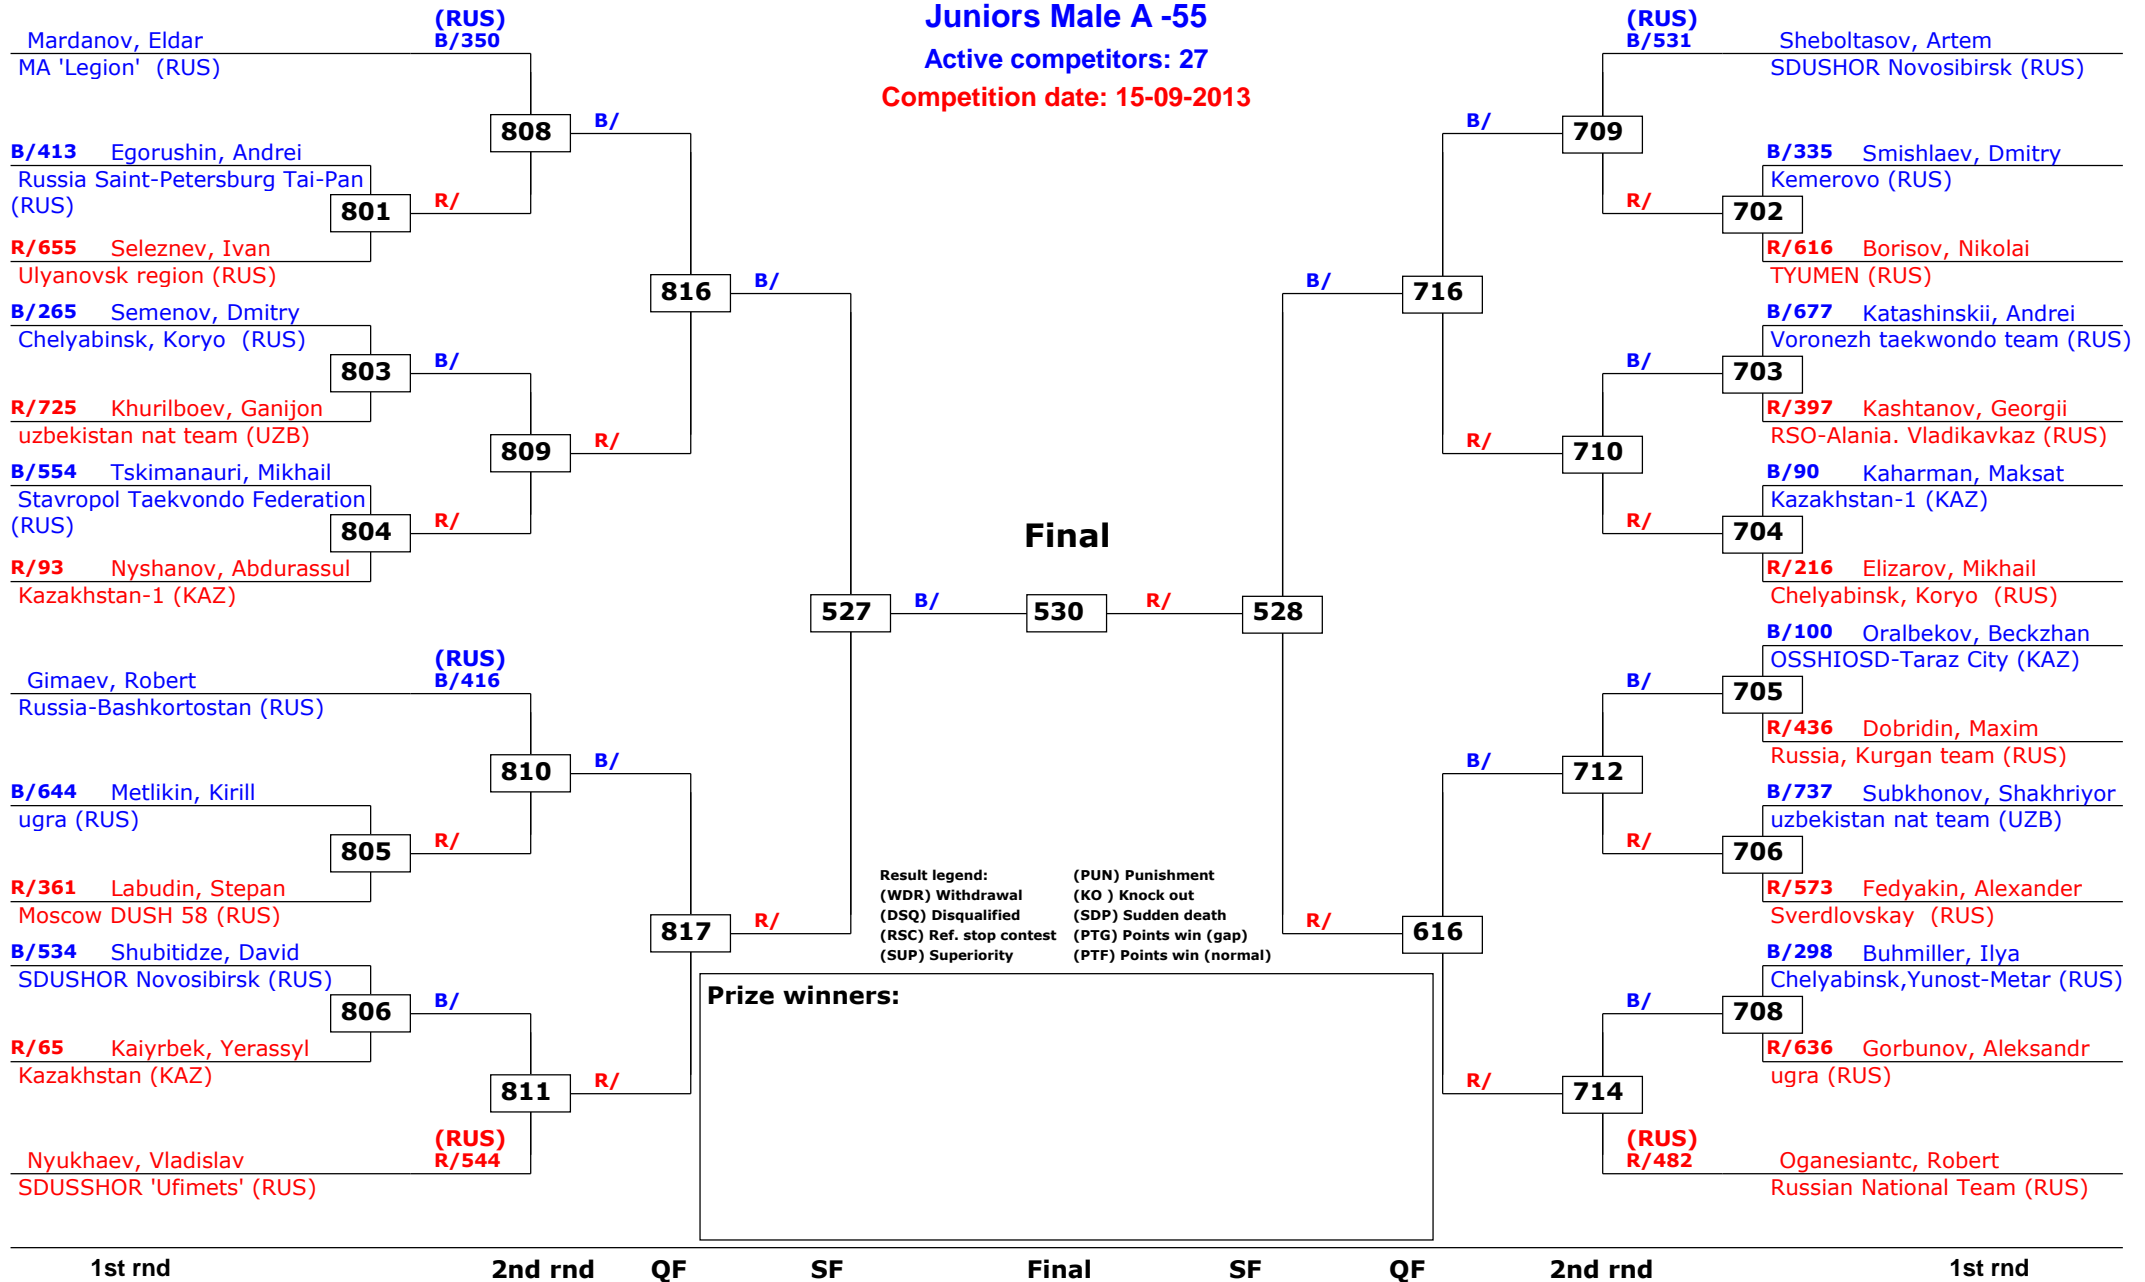 Juniors Male A -55
Active competitors: 27
Competition date: 15-09-2013
(RUS)
Mardanov, Eldar B/350
MA 'Legion' (RUS)
808
B/
B/413 Egorushin, Andrei
Russia Saint-Petersburg Tai-Pan
(RUS)
801
R/
R/655 Seleznev, Ivan
Ulyanovsk region (RUS)
816
B/
B/265 Semenov, Dmitry
Chelyabinsk, Koryo (RUS)
803
B/
R/725 Khurilboev, Ganijon
uzbekistan nat team (UZB)
809
R/
B/554 Tskimanauri, Mikhail
Stavropol Taekvondo Federation
(RUS)
804
R/
R/93 Nyshanov, Abdurassul
Kazakhstan-1 (KAZ)
527
B/
(RUS)
Gimaev, Robert B/416
Russia-Bashkortostan (RUS)
810
B/
B/644 Metlikin, Kirill
ugra (RUS)
805
R/
R/361 Labudin, Stepan
Moscow DUSH 58 (RUS)
817
R/
B/534 Shubitidze, David
SDUSHOR Novosibirsk (RUS)
806
B/
R/65 Kaiyrbek, Yerassyl
Kazakhstan (KAZ)
811
R/
(RUS)
Nyukhaev, Vladislav R/544
SDUSSHOR 'Ufimets' (RUS)
Final
530
R/
528
(RUS)
B/531 Sheboltasov, Artem
SDUSHOR Novosibirsk (RUS)
B/
709
B/335 Smishlaev, Dmitry
Kemerovo (RUS)
R/
702
R/616 Borisov, Nikolai
TYUMEN (RUS)
B/
716
B/677 Katashinskii, Andrei
Voronezh taekwondo team (RUS)
B/
703
R/397 Kashtanov, Georgii
RSO-Alania. Vladikavkaz (RUS)
R/
710
B/90 Kaharman, Maksat
Kazakhstan-1 (KAZ)
R/
704
R/216 Elizarov, Mikhail
Chelyabinsk, Koryo (RUS)
B/100 Oralbekov, Beckzhan
OSSHIOSD-Taraz City (KAZ)
B/
705
R/436 Dobridin, Maxim
Russia, Kurgan team (RUS)
B/
712
B/737 Subkhonov, Shakhriyor
uzbekistan nat team (UZB)
R/
706
R/573 Fedyakin, Alexander
Sverdlovskay (RUS)
R/
616
B/298 Buhmiller, Ilya
Chelyabinsk,Yunost-Metar (RUS)
B/
708
R/636 Gorbunov, Aleksandr
ugra (RUS)
R/
714
(RUS)
R/482 Oganesiantc, Robert
Russian National Team (RUS)
Result legend: (PUN) Punishment
(WDR) Withdrawal (KO ) Knock out
(DSQ) Disqualified (SDP) Sudden death
(RSC) Ref. stop contest (PTG) Points win (gap)
(SUP) Superiority (PTF) Points win (normal)
Prize winners:
1st rnd 2nd rnd QF SF Final SF QF 2nd rnd 1st rnd